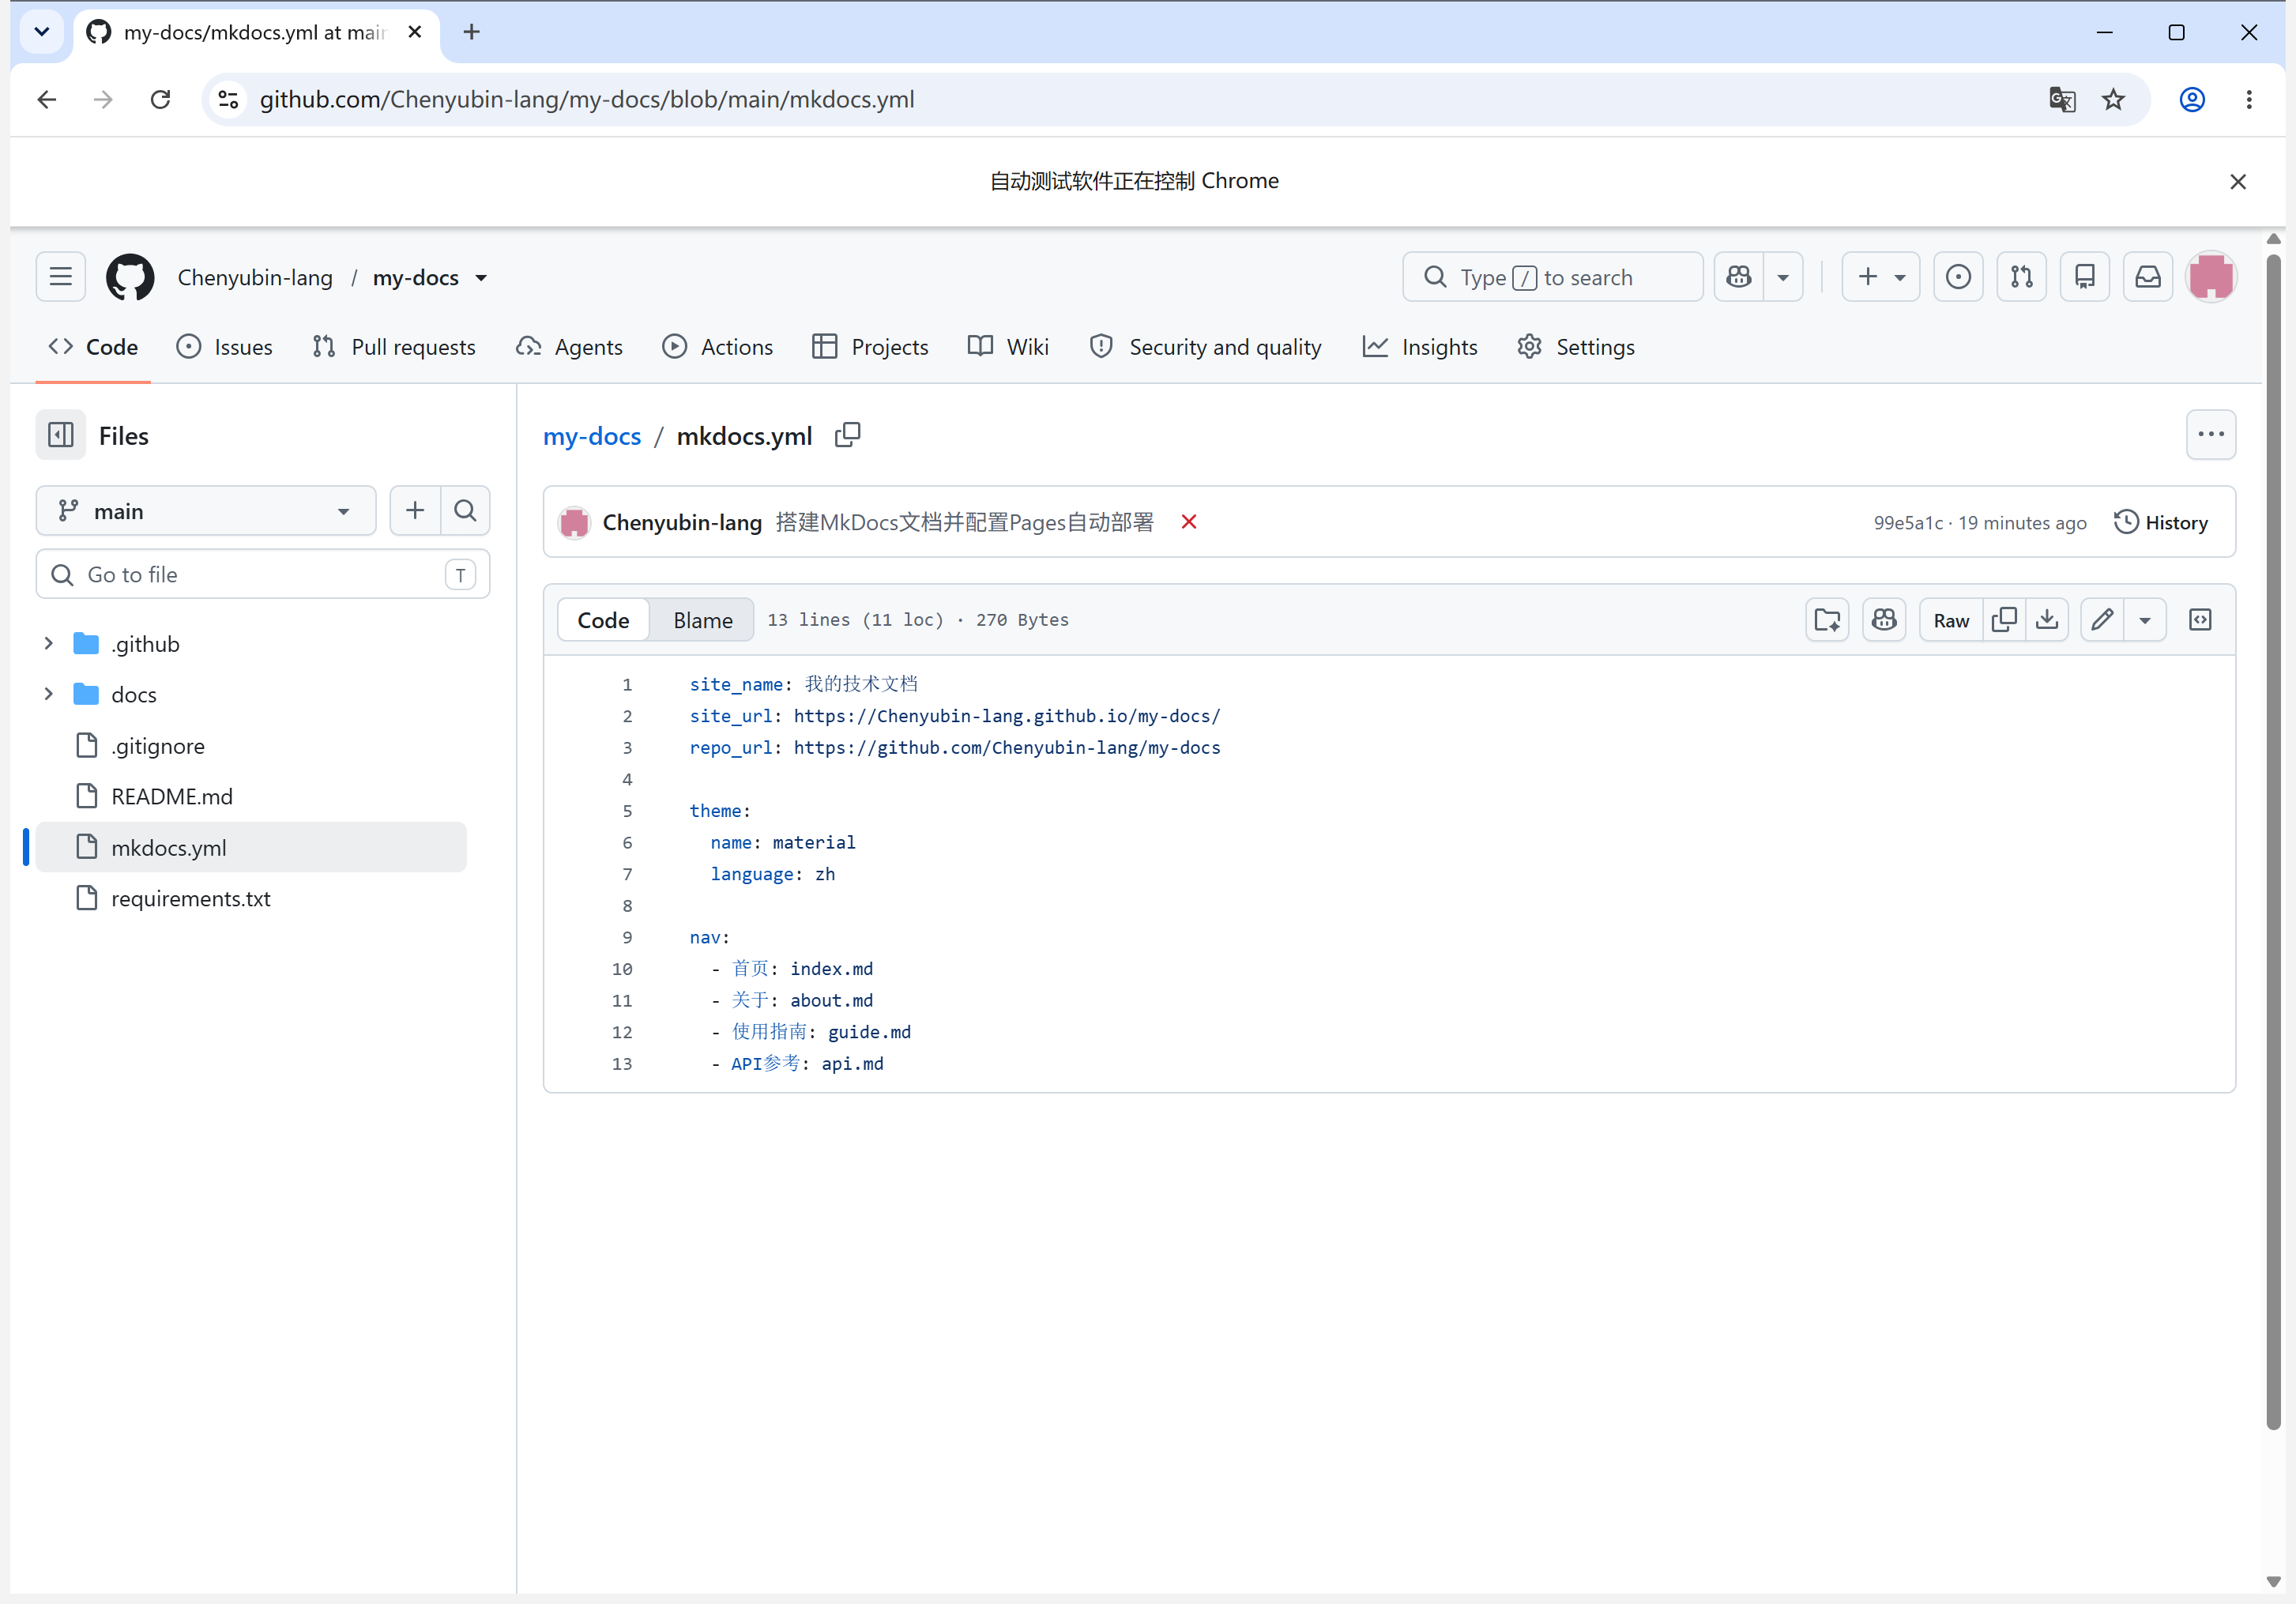 my-docs/mkdocs.yml at mai
github.com/Chenyubin-lang/my-docs/blob/main/mkdocs.yml
自动测试软件正在控制 Chrome
Chenyubin-lang / my-docs
Type / to search
Code
Issues
Pull requests
Agents
Actions
Projects
Wiki
Security and quality
Insights
Settings
Files
main
Go to file
T
.github
docs
.gitignore
README.md
mkdocs.yml
requirements.txt
my-docs / mkdocs.yml
Chenyubin-lang 搭建MkDocs文档并配置Pages自动部署
99e5a1c · 19 minutes ago
History
Code
Blame
13 lines (11 loc) · 270 Bytes
Raw
1 site_name: 我的技术文档
2 site_url: https://Chenyubin-lang.github.io/my-docs/
3 repo_url: https://github.com/Chenyubin-lang/my-docs
4
5 theme:
6 name: material
7 language: zh
8
9 nav:
10 - 首页: index.md
11 - 关于: about.md
12 - 使用指南: guide.md
13 - API参考: api.md